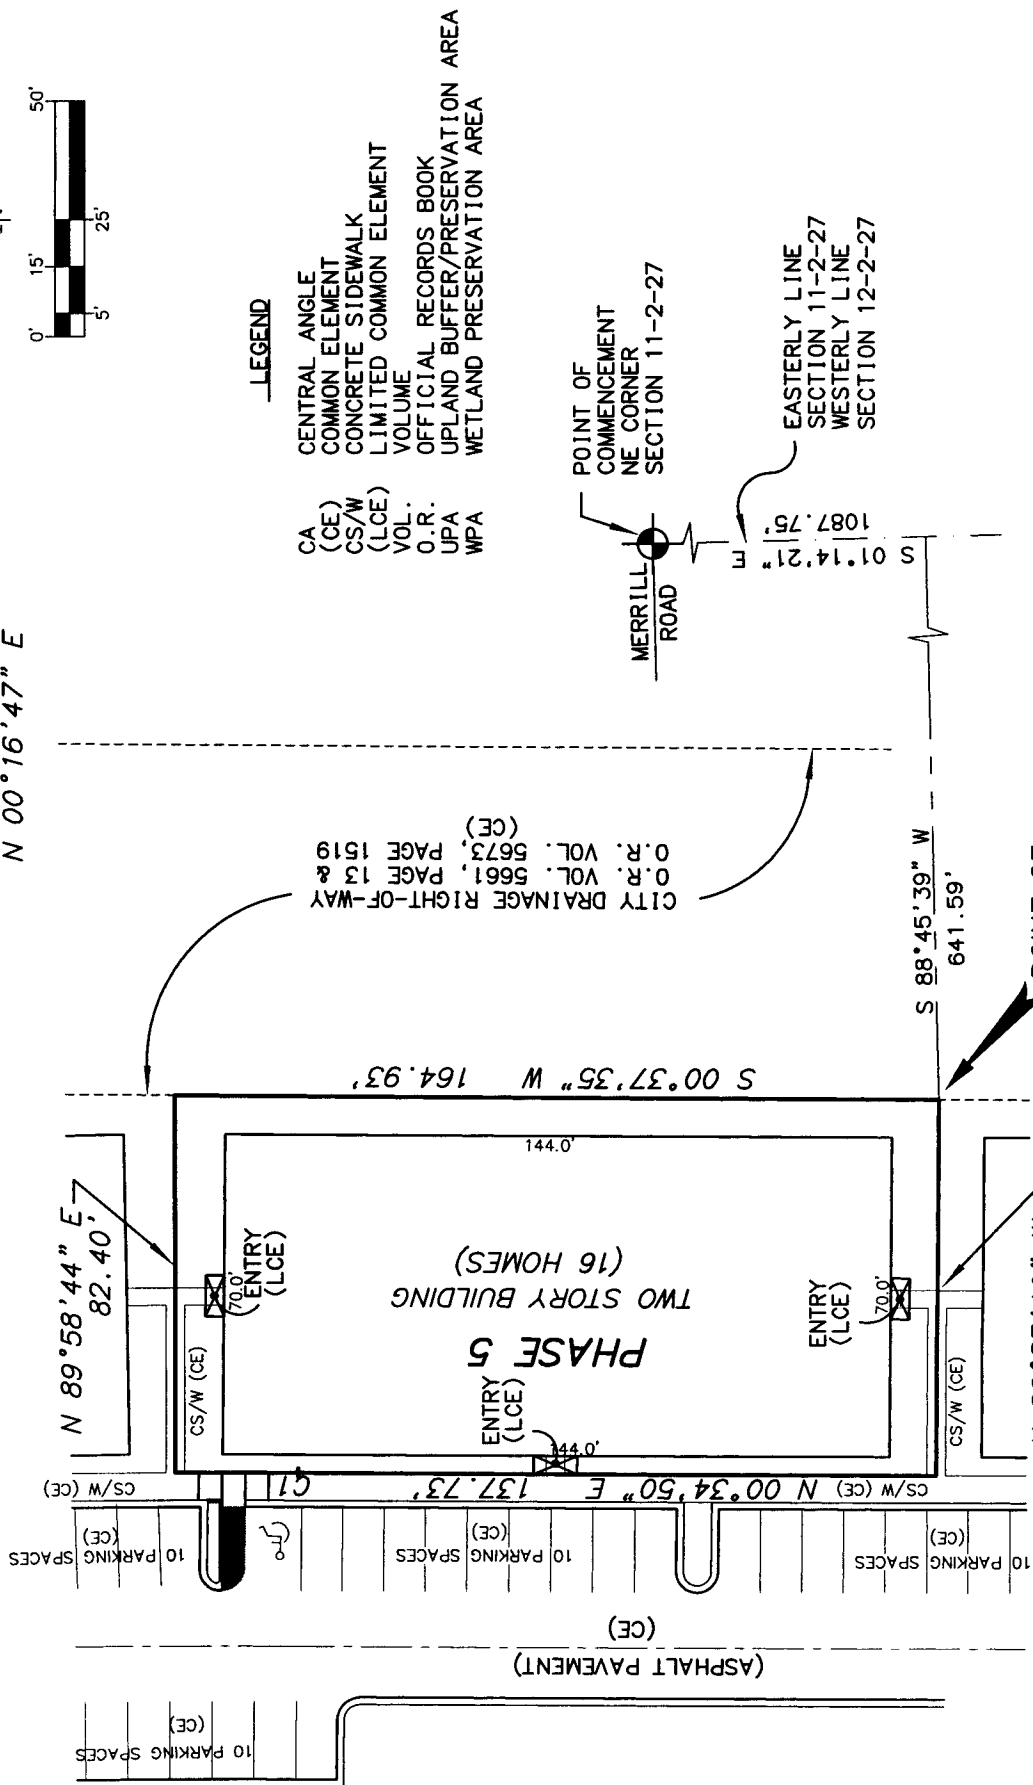 0' 15' 50'
5' 25'
LEGEND
CA CENTRAL ANGLE
(CE) COMMON ELEMENT
CS/W CONCRETE SIDEWALK
(LCE) LIMITED COMMON ELEMENT
VOL. VOLUME
O.R. OFFICIAL RECORDS BOOK
UPA UPLAND BUFFER/PRESERVATION AREA
WPA WETLAND PRESERVATION AREA
N 00°16'47" E
POINT OF
COMMENCEMENT
NE CORNER
SECTION 11-2-27
MERRILL
ROAD
EASTERLY LINE
SECTION 11-2-27
WESTERLY LINE
SECTION 12-2-27
S 01°14'21" E
1087.75'
CITY DRAINAGE RIGHT-OF-WAY
O.R. VOL. 5661, PAGE 13 &
O.R. VOL. 5673, PAGE 1519
(CE)
S 88°45'39" W
641.59'
S 00°37'35" W 164.93'
N 89°58'44" E
82.40'
144.0'
70.0'
ENTRY
(LCE)
PHASE 5
TWO STORY BUILDING
(16 HOMES)
ENTRY
(LCE)
70.0'
ENTRY
(LCE)
144.0'
CS/W (CE)
CS/W (CE)
C1
N 00°34'50" E 137.73'
CS/W (CE)
CS/W (CE)
10 PARKING SPACES
(CE)
10 PARKING SPACES
(CE)
10 PARKING SPACES
(CE)
(ASPHALT PAVEMENT)
(CE)
10 PARKING SPACES
(CE)